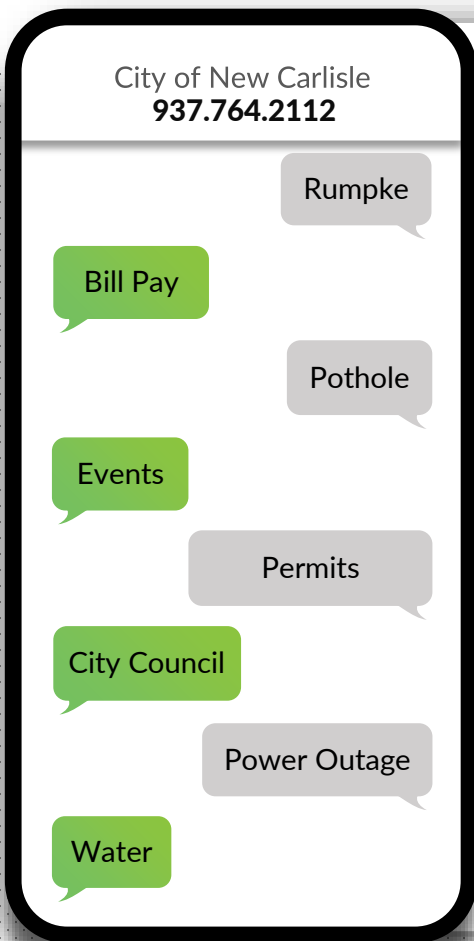 City of New Carlisle
937.764.2112
Rumpke
Bill Pay
Pothole
Events
Permits
City Council
Power Outage
Water